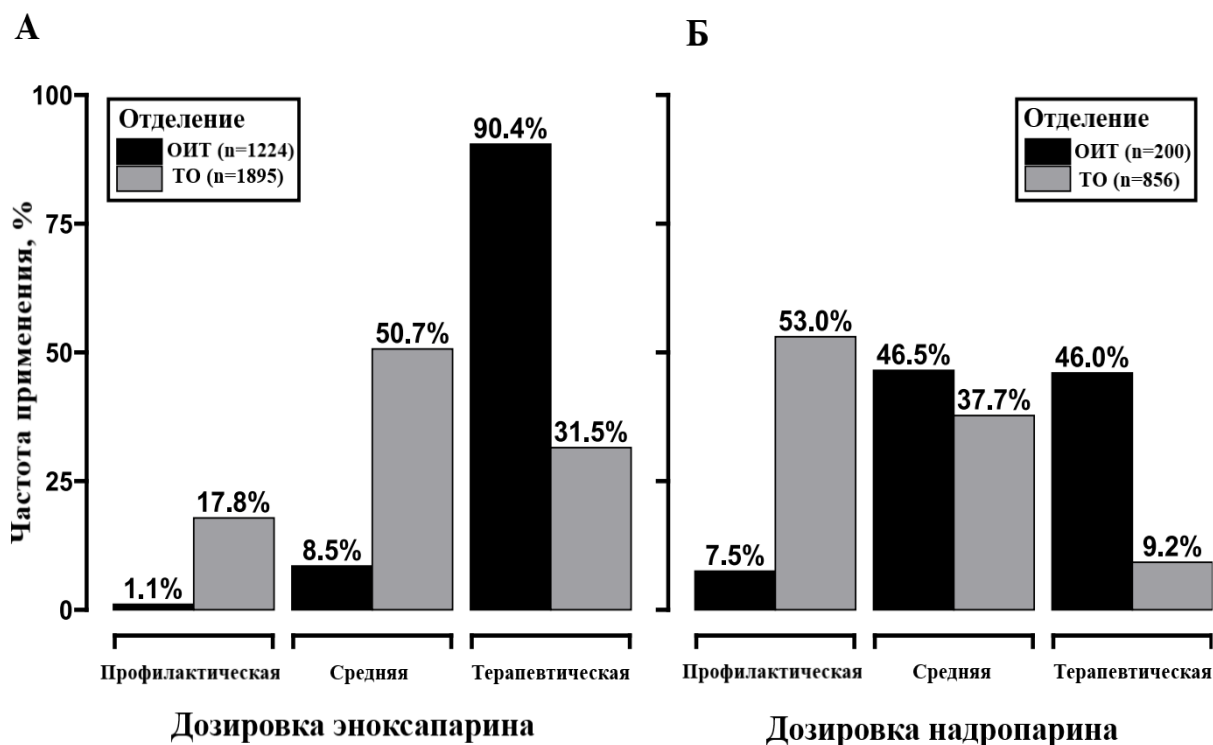 А
Б
Частота применения, %
100
75
50
25
0
Отделение
ОИТ (n=1224)
ТО (n=1895)
1.1%
17.8%
8.5%
50.7%
90.4%
31.5%
Профилактическая
Средняя
Терапевтическая
Дозировка эноксапарина
Отделение
ОИТ (n=200)
ТО (n=856)
7.5%
53.0%
46.5%
37.7%
46.0%
9.2%
Профилактическая
Средняя
Терапевтическая
Дозировка надропарина